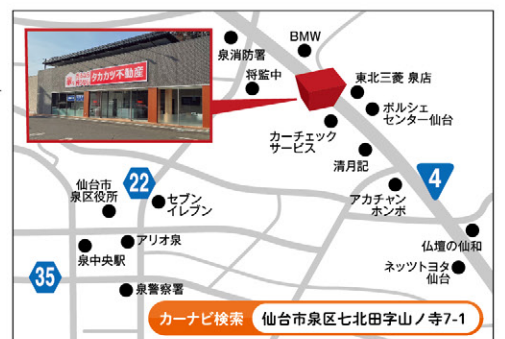 BMW
泉消防署
将監中
東北三菱 泉店
ポルシェ
センター仙台
タカカツ不動産
カーチェック
サービス
清月記
4
アカチャン
ホンポ
仙台市
泉区役所
22
セブン
イレブン
仏壇の仙和
アリオ泉
泉中央駅
ネッツトヨタ
仙台
35
泉警察署
カーナビ検索
仙台市泉区七北田字山ノ寺7-1